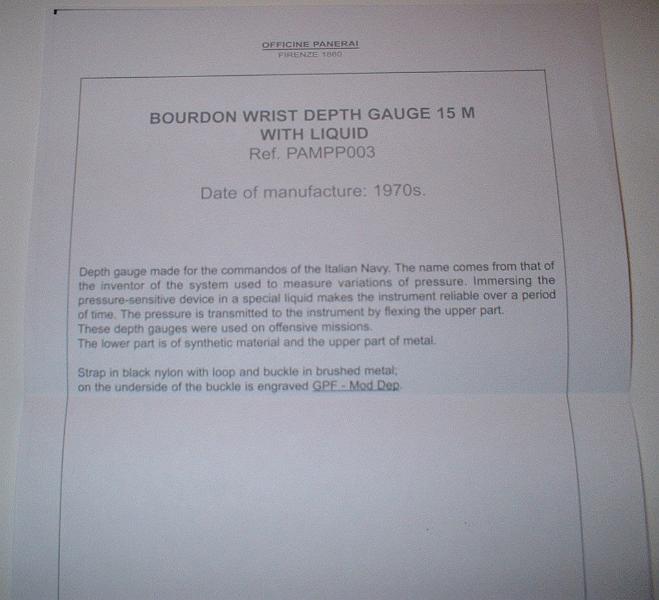 OFFICINE PANERAI
FIRENZE 1860
BOURDON WRIST DEPTH GAUGE 15 M
WITH LIQUID
Ref. PAMPP003
Date of manufacture: 1970s.
Depth gauge made for the commandos of the Italian Navy. The name comes from that of
the inventor of the system used to measure variations of pressure. Immersing the
pressure-sensitive device in a special liquid makes the instrument reliable over a period
of time. The pressure is transmitted to the instrument by flexing the upper part.
These depth gauges were used on offensive missions.
The lower part is of synthetic material and the upper part of metal.
Strap in black nylon with loop and buckle in brushed metal;
on the underside of the buckle is engraved GPF - Mod Dep.